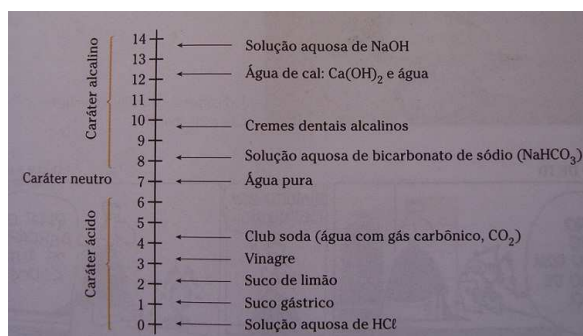 14
Solução aquosa de NaOH
13
12
Água de cal: Ca(OH)₂ e água
11
10
Cremes dentais alcalinos
9
8
Solução aquosa de bicarbonato de sódio (NaHCO₃)
Caráter alcalino
Caráter neutro
7
Água pura
6
5
4
Club soda (água com gás carbônico, CO₂)
3
Vinagre
2
Suco de limão
1
Suco gástrico
0
Solução aquosa de HCℓ
Caráter ácido